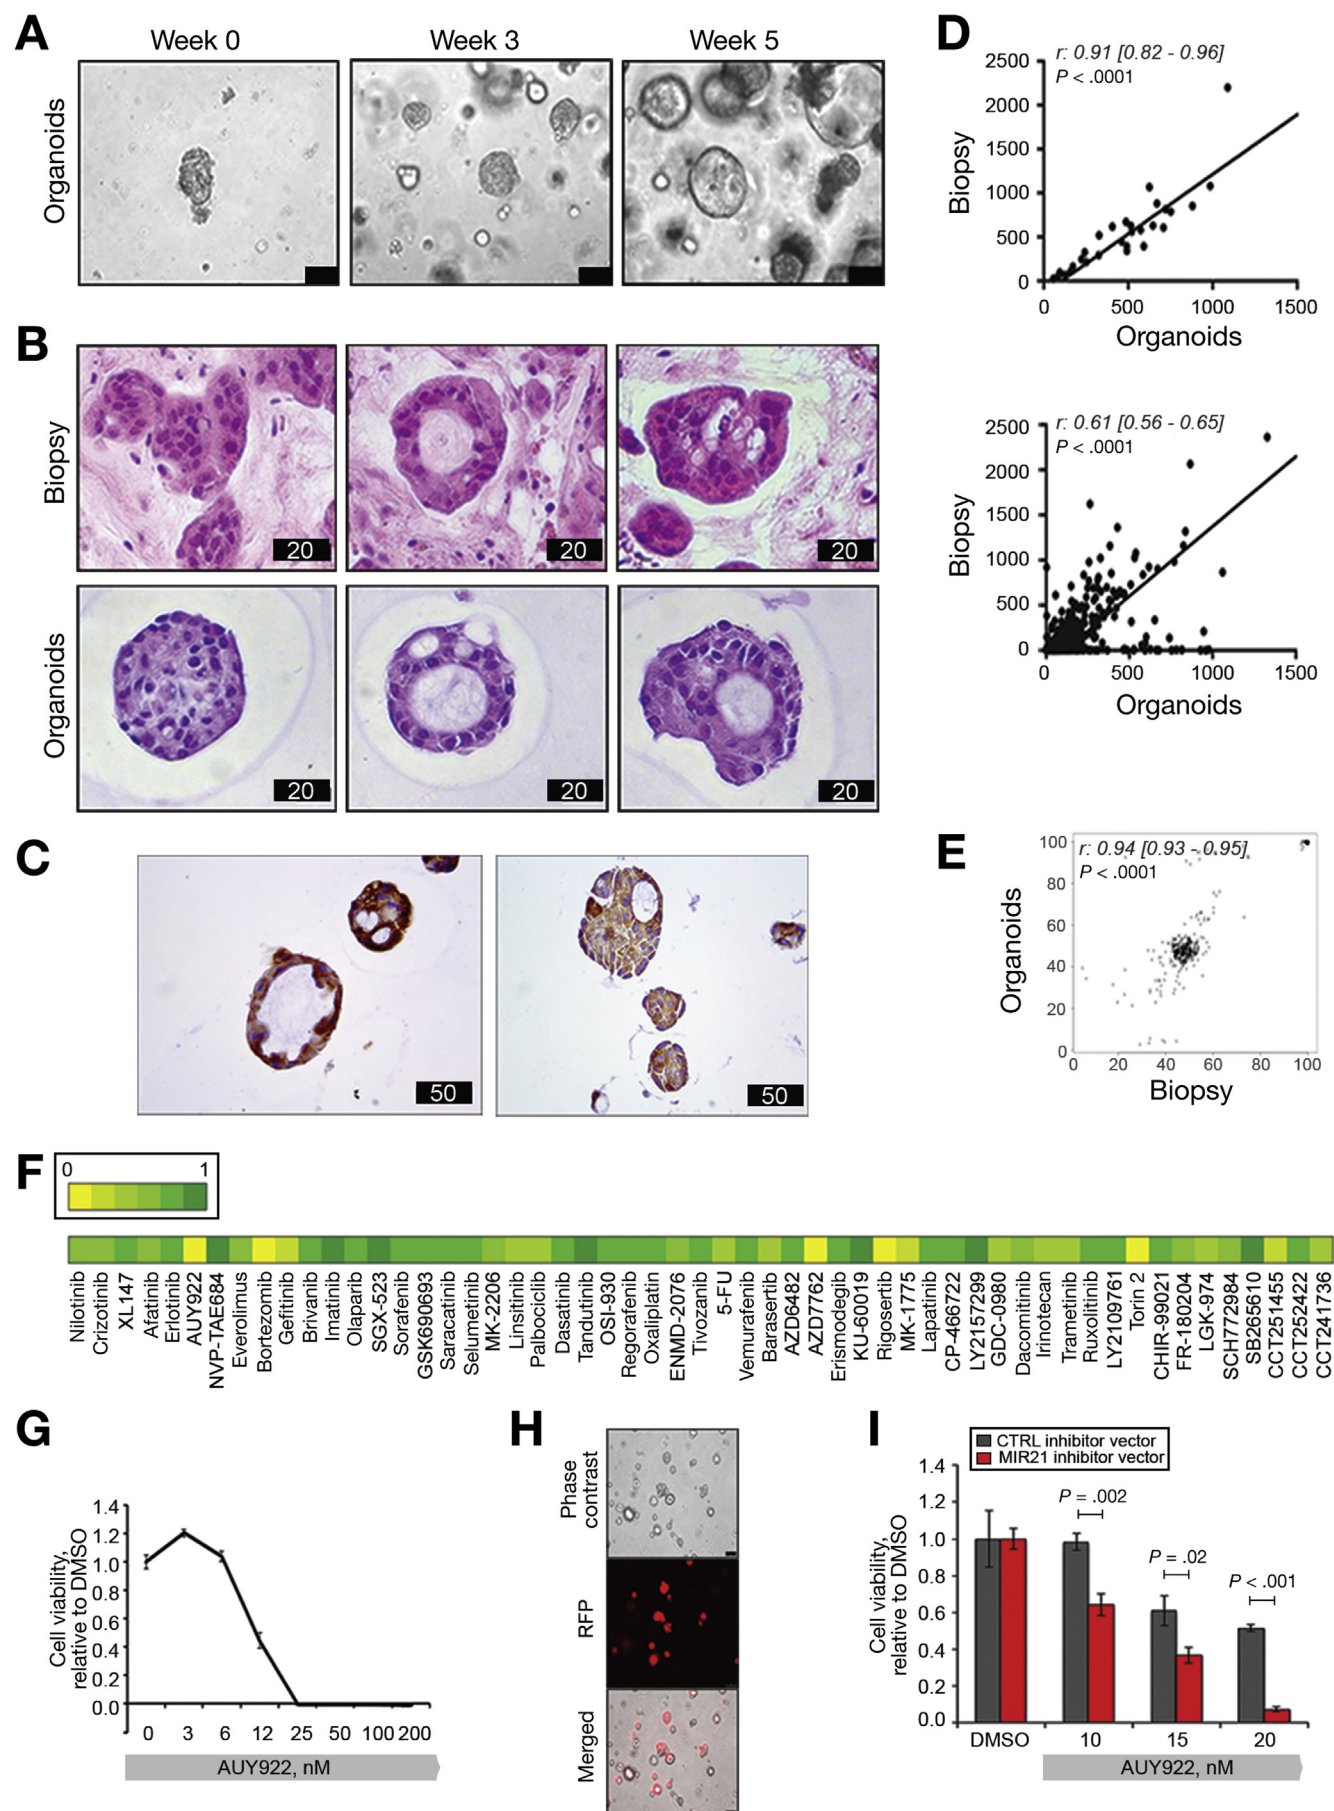 A
Week 0
Week 3
Week 5
Organoids
B
Biopsy
20
20
20
Organoids
20
20
20
C
50
50
D
r: 0.91 [0.82 - 0.96]
P < .0001
2500
2000
1500
1000
500
0
Biopsy
0
500
1000
1500
Organoids
r: 0.61 [0.56 - 0.65]
P < .0001
2500
2000
1500
1000
500
0
Biopsy
0
500
1000
1500
Organoids
E
r: 0.94 [0.93 - 0.95]
P < .0001
100
80
60
40
20
0
Organoids
0
20
40
60
80
100
Biopsy
F
0
1
Nilotinib
Crizotinib
XL147
Afatinib
Erlotinib
AUY922
NVP-TAE684
Everolimus
Bortezomib
Gefitinib
Brivanib
Imatinib
Olaparib
SGX-523
Sorafenib
GSK690693
Saracatinib
Selumetinib
MK-2206
Linsitinib
Palbociclib
Dasatinib
Tandutinib
OSI-930
Regorafenib
Oxaliplatin
ENMD-2076
Tivozanib
5-FU
Vemurafenib
Barasertib
AZD6482
AZD7762
Erismodegib
KU-60019
Rigosertib
MK-1775
Lapatinib
CP-466722
LY2157299
GDC-0980
Dacomitinib
Irinotecan
Trametinib
Ruxolitinib
LY2109761
Torin 2
CHIR-99021
FR-180204
LGK-974
SCH772984
SB265610
CCT251455
CCT252422
CCT241736
G
Cell viability,
relative to DMSO
1.4
1.2
1.0
0.8
0.6
0.4
0.2
0.0
0
3
6
12
25
50
100
200
AUY922, nM
H
Phase
contrast
RFP
Merged
I
CTRL inhibitor vector
MIR21 inhibitor vector
Cell viability,
relative to DMSO
1.4
1.2
1.0
0.8
0.6
0.4
0.2
0.0
P = .002
P = .02
P < .001
DMSO
10
15
20
AUY922, nM